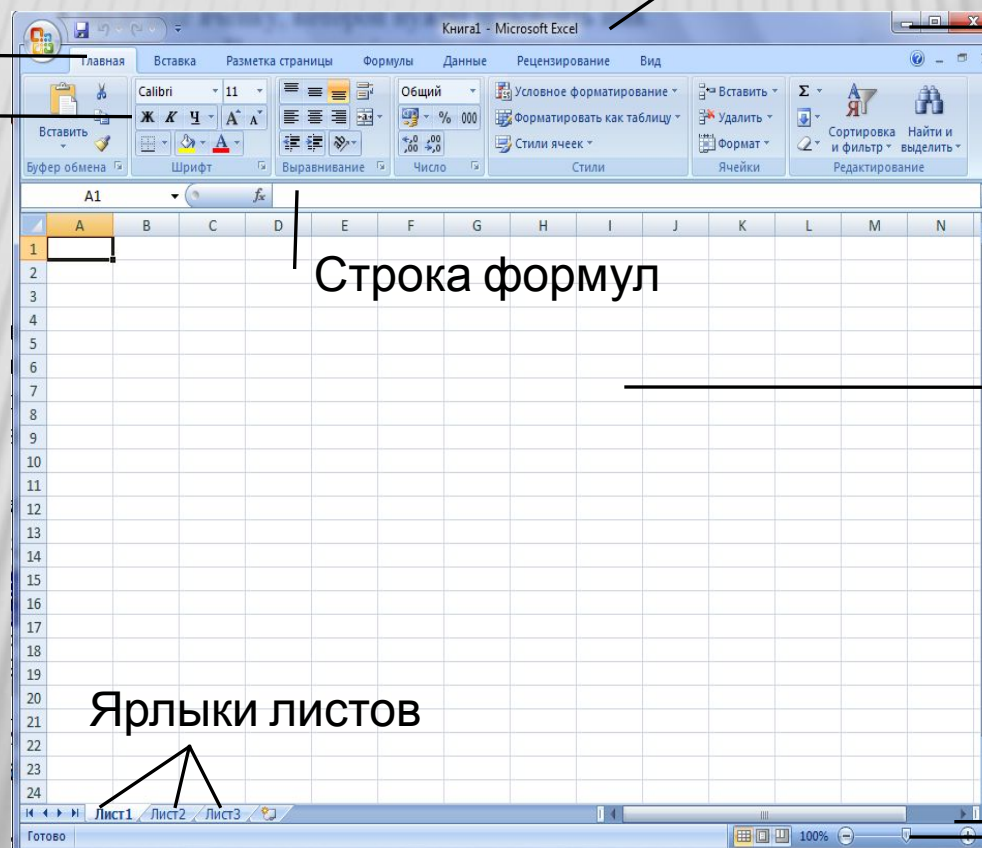 Книга1 - Microsoft Excel
Главная Вставка Разметка страницы Формулы Данные Рецензирование Вид
Calibri 11 Общий Условное форматирование Вставить Σ
Ж К Ч А А % 000 Форматировать как таблицу Удалить Сортировка и фильтр Найти и выделить
Вставить А ,00 ,0 Стили ячеек Формат
Буфер обмена Шрифт Выравнивание Число Стили Ячейки Редактирование
A1 fx
A B C D E F G H I J K L M N
1
Строка формул
2
3
4
5
6
7
8
9
10
11
12
13
14
15
16
17
18
19
20
Ярлыки листов
21
22
23
24
Лист1 Лист2 Лист3
Готово 100%